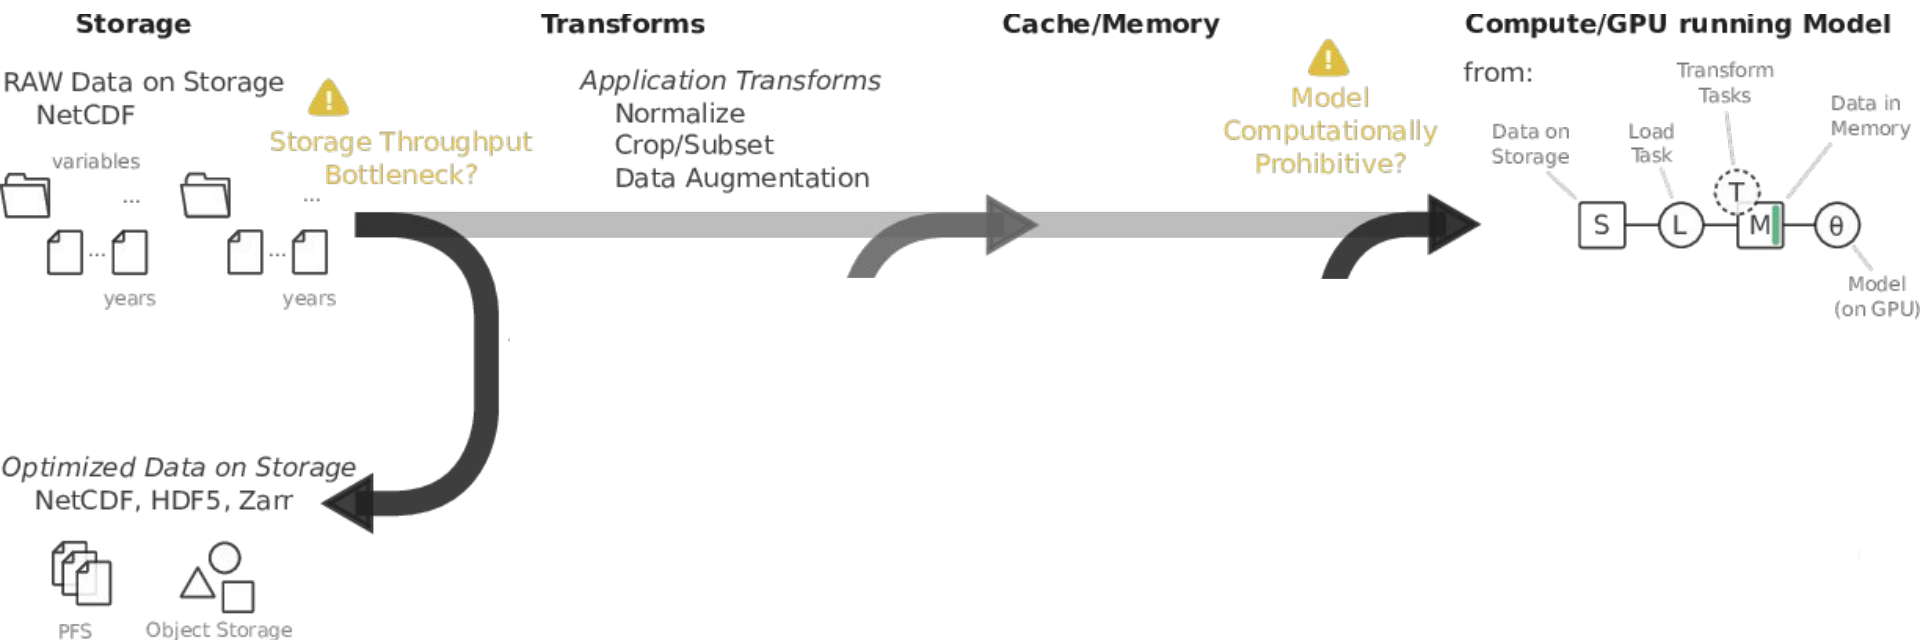 Storage
RAW Data on Storage
NetCDF
variables
...
...
...
...
years
years
Storage Throughput
Bottleneck?
Optimized Data on Storage
NetCDF, HDF5, Zarr
PFS
Object Storage
Transforms
Application Transforms
Normalize
Crop/Subset
Data Augmentation
Cache/Memory
!
!
Model
Computationally
Prohibitive?
Compute/GPU running Model
from:
Transform
Tasks
Data in
Memory
Data on
Storage
Load
Task
S
L
T
M
θ
Model
(on GPU)